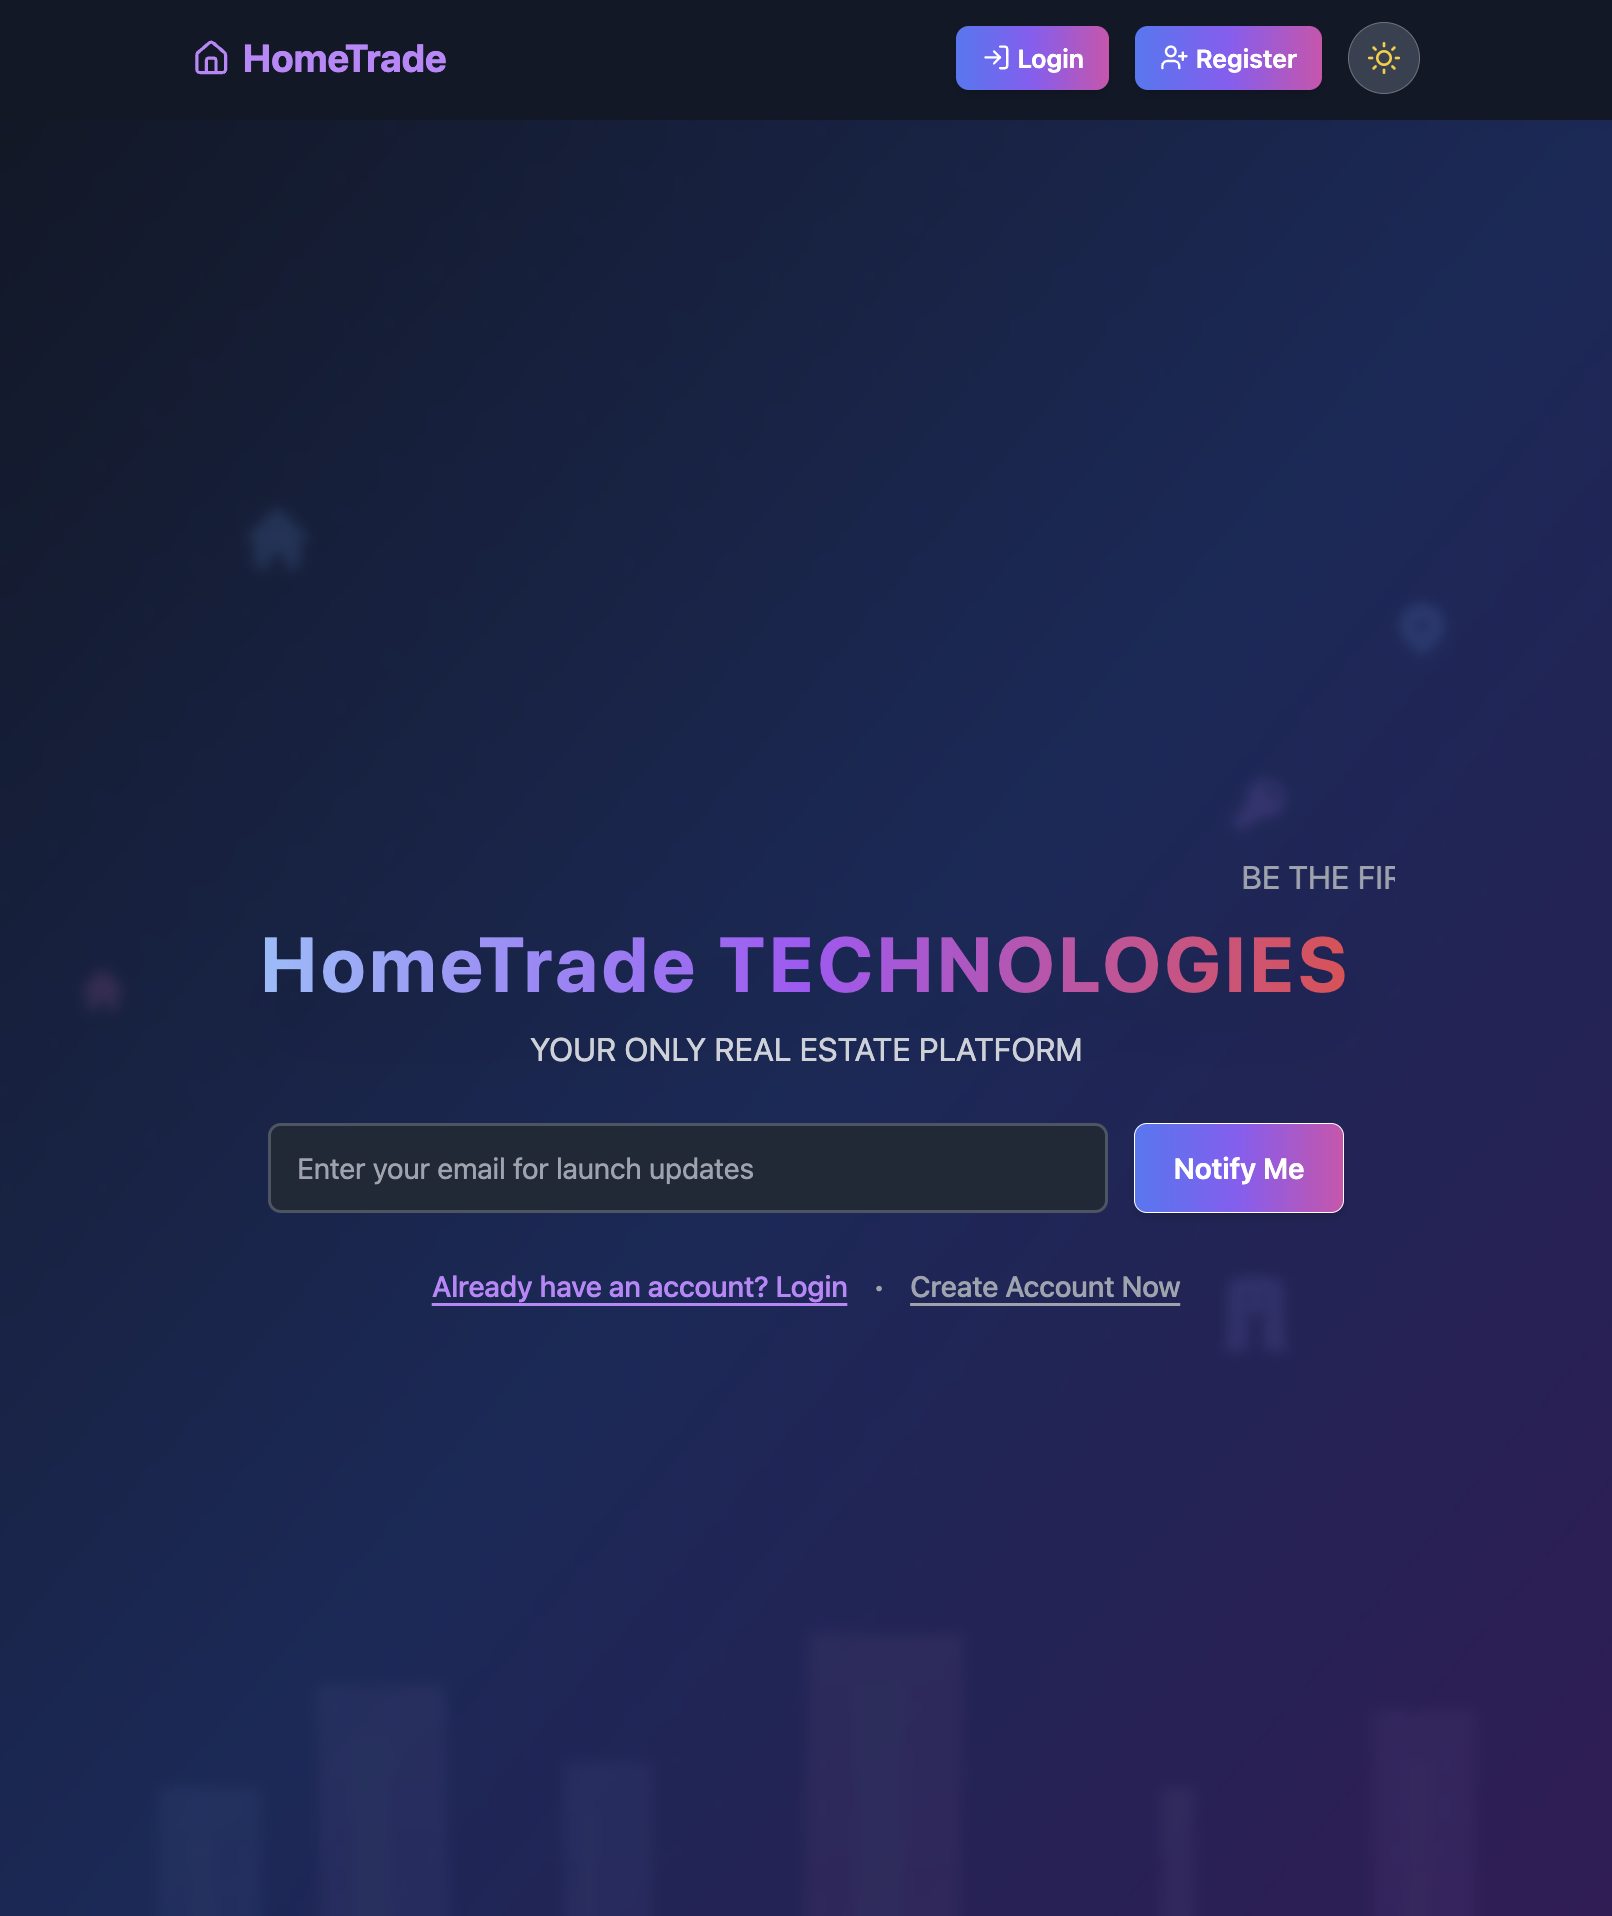 HomeTrade
Login
Register
BE THE FIR
HomeTrade TECHNOLOGIES
YOUR ONLY REAL ESTATE PLATFORM
Enter your email for launch updates
Notify Me
Already have an account? Login • Create Account Now